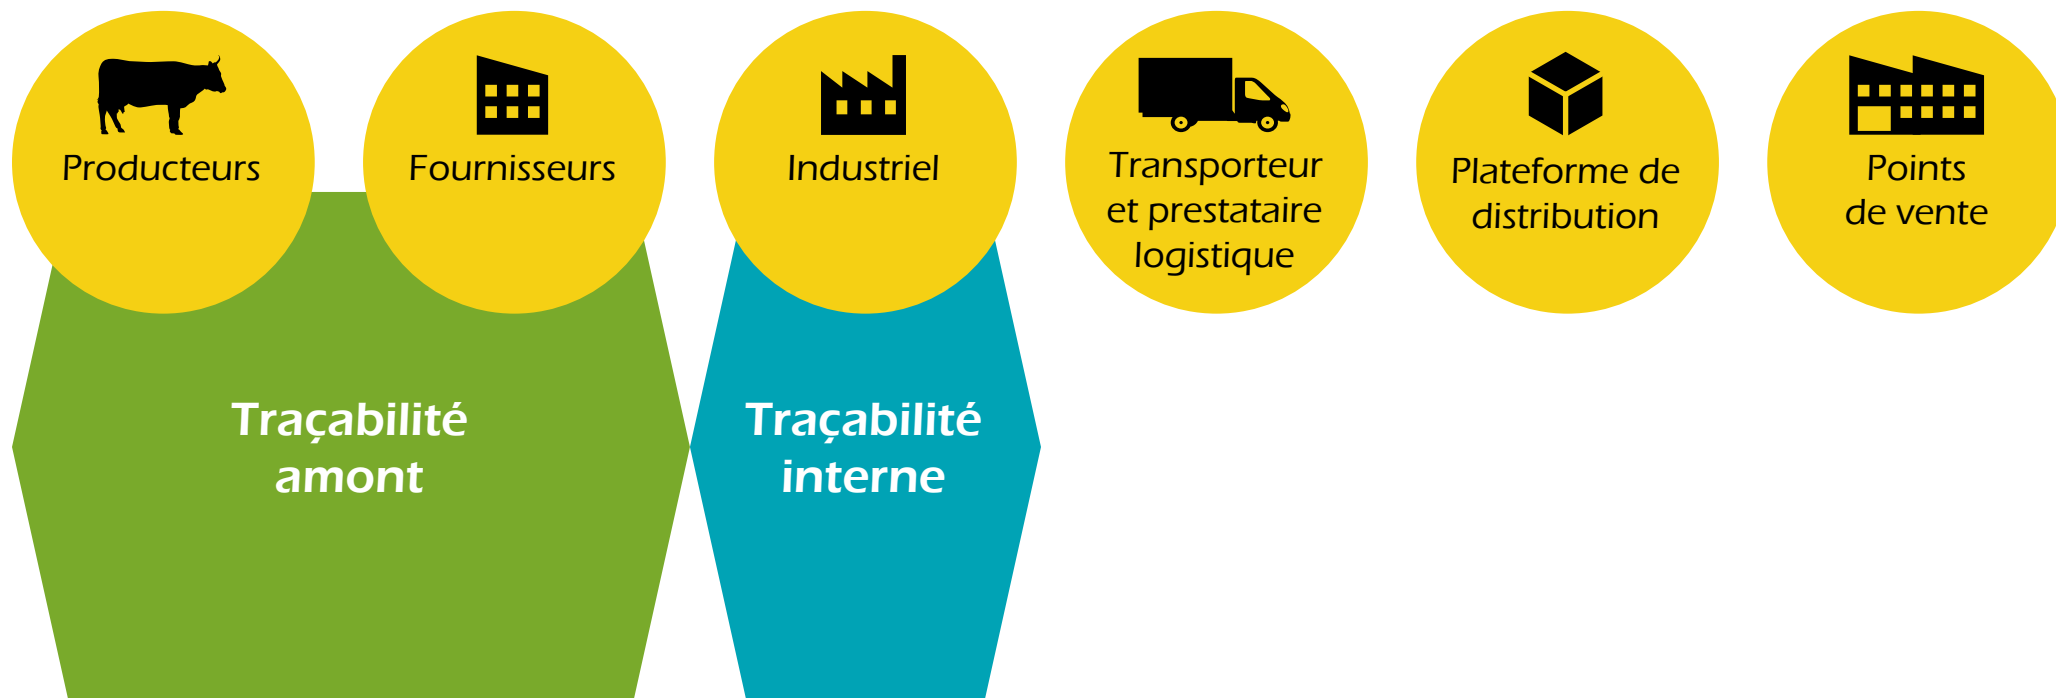 Producteurs
Fournisseurs
Industriel
Transporteur
et prestataire
logistique
Plateforme de
distribution
Points
de vente
Traçabilité
amont
Traçabilité
interne